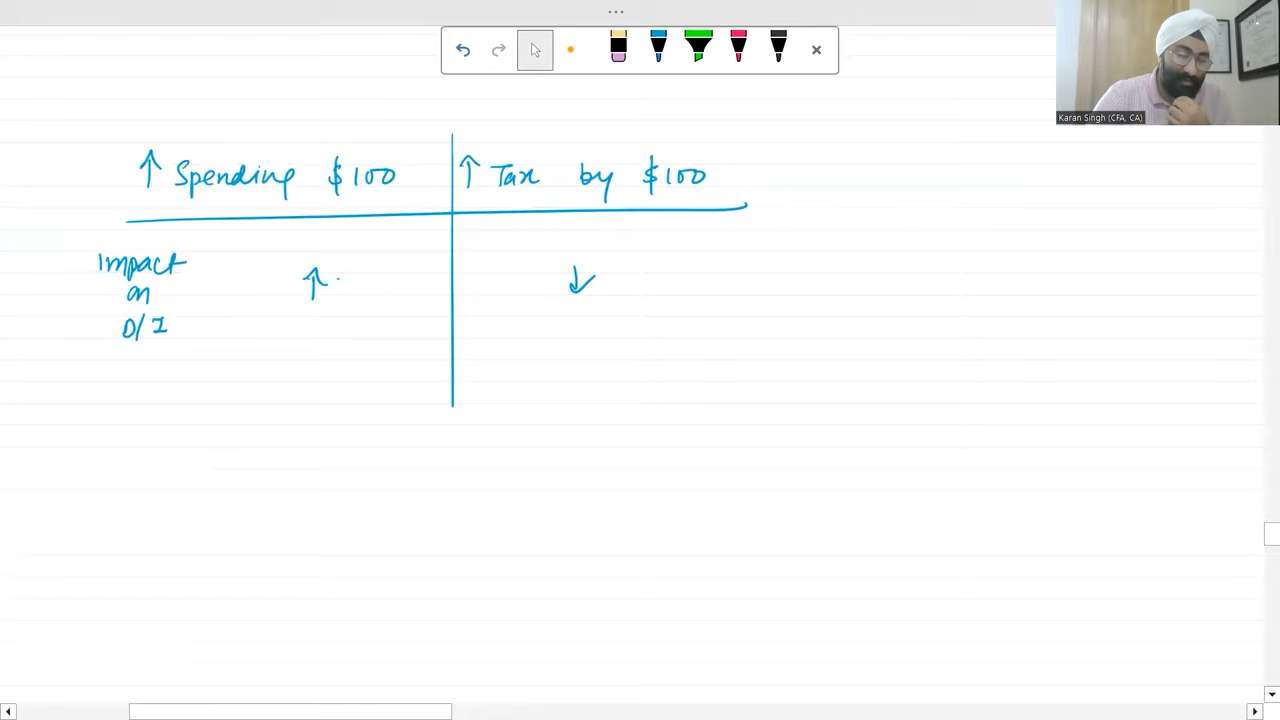 Karan Singh (CFA, CA)
↑ Spending $100
↑ Tax by $100
Impact ↑ ↓
on
D/I